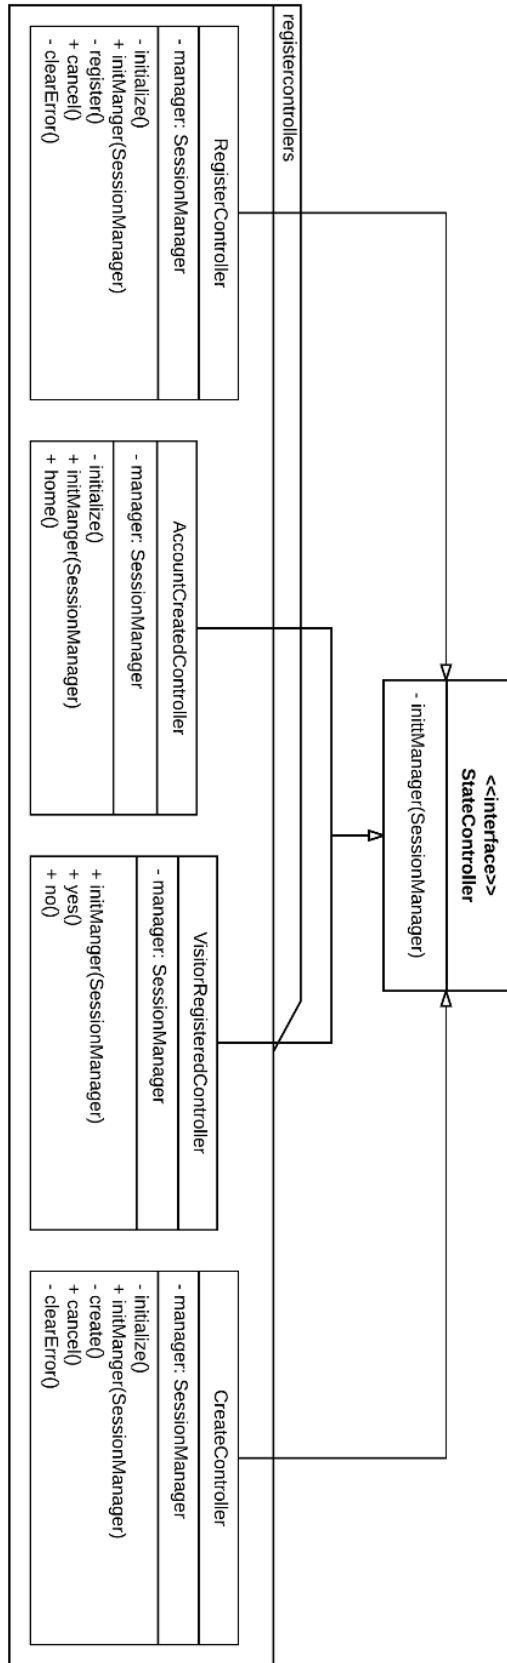 <<interface>>
StateController
- inittManager(SessionManager)
registercontrollers
RegisterController
- manager: SessionManager
- initialize()
+ initManger(SessionManager)
- register()
+ cancel()
- clearError()
AccountCreatedController
- manager: SessionManager
- initialize()
+ initManger(SessionManager)
+ home()
VisitorRegisteredController
- manager: SessionManager
+ initManger(SessionManager)
+ yes()
+ no()
CreateController
- manager: SessionManager
- initialize()
+ initManger(SessionManager)
- create()
+ cancel()
- clearError()